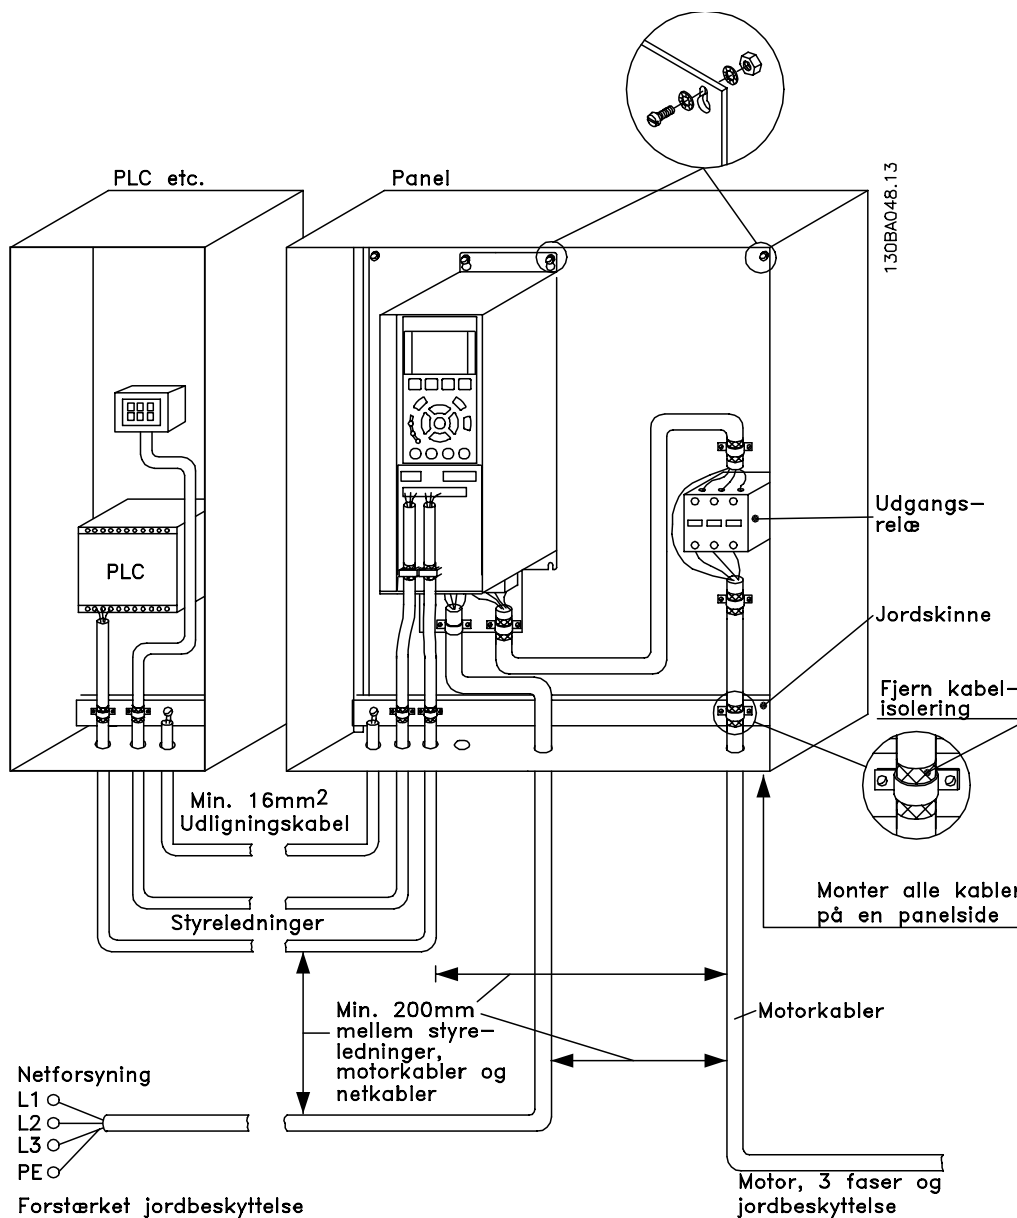 PLC etc.
Panel
130BA048.13
PLC
Udgangs-
relæ
Jordskinne
Fjern kabel-
isolering
Min. 16mm2
Udligningskabel
Monter alle kabler
på en panelside
Styreledninger
Min. 200mm
mellem styre-
ledninger,
motorkabler og
netkabler
Motorkabler
Netforsyning
L1
L2
L3
PE
Forstærket jordbeskyttelse
Motor, 3 faser og
jordbeskyttelse